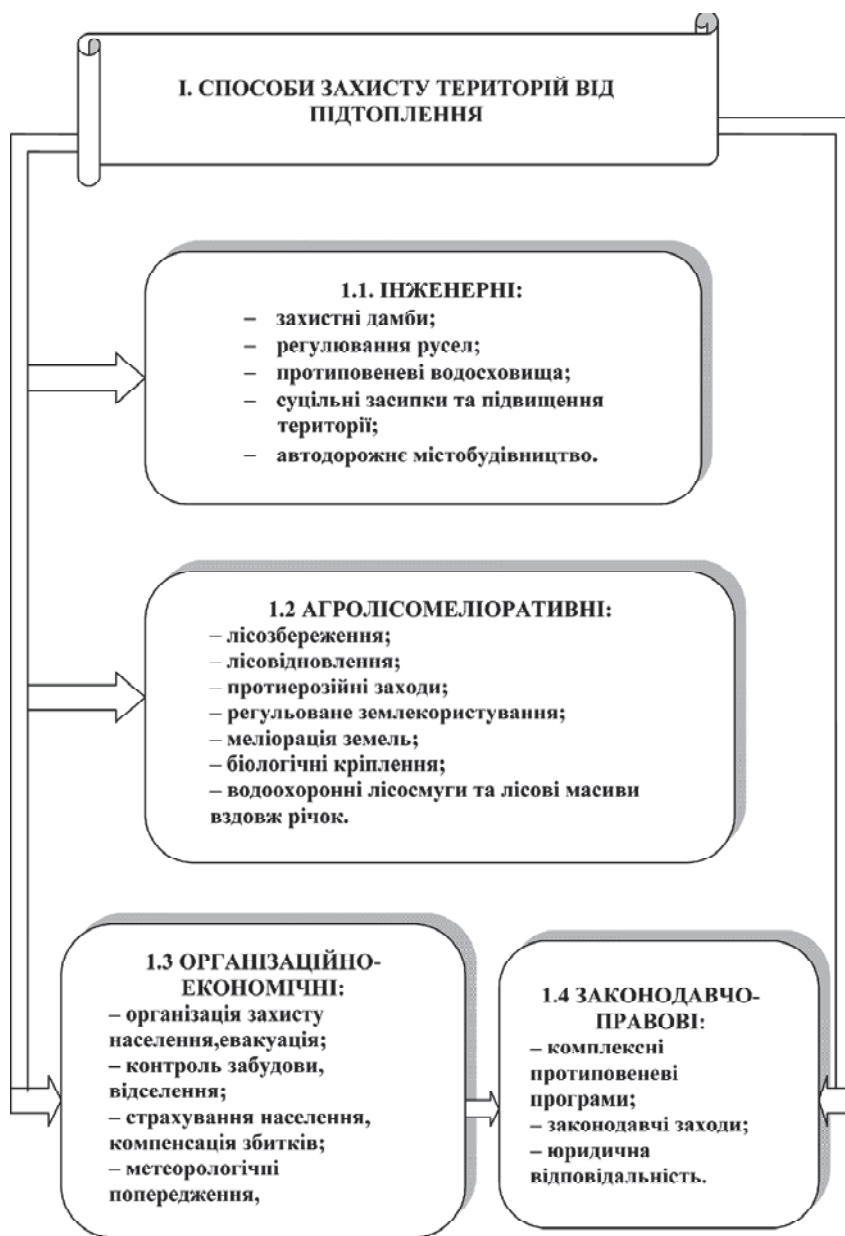 І. СПОСОБИ ЗАХИСТУ ТЕРИТОРІЙ ВІД
ПІДТОПЛЕННЯ
1.1. ІНЖЕНЕРНІ:
– захистні дамби;
– регулювання русел;
– протиповеневі водосховища;
– суцільні засипки та підвищення
території;
– автодорожнє містобудівництво.
1.2 АГРОЛІСОМЕЛІОРАТИВНІ:
– лісозбереження;
– лісовідновлення;
– протиерозійні заходи;
– регульоване землекористування;
– меліорація земель;
– біологічні кріплення;
– водоохоронні лісосмуги та лісові масиви
вздовж річок.
1.3 ОРГАНІЗАЦІЙНО-
ЕКОНОМІЧНІ:
– організація захисту
населення,евакуація;
– контроль забудови,
відселення;
– страхування населення,
компенсація збитків;
– метеорологічні
попередження,
1.4 ЗАКОНОДАВЧО-
ПРАВОВІ:
– комплексні
протиповеневі
програми;
– законодавчі заходи;
– юридична
відповідальність.